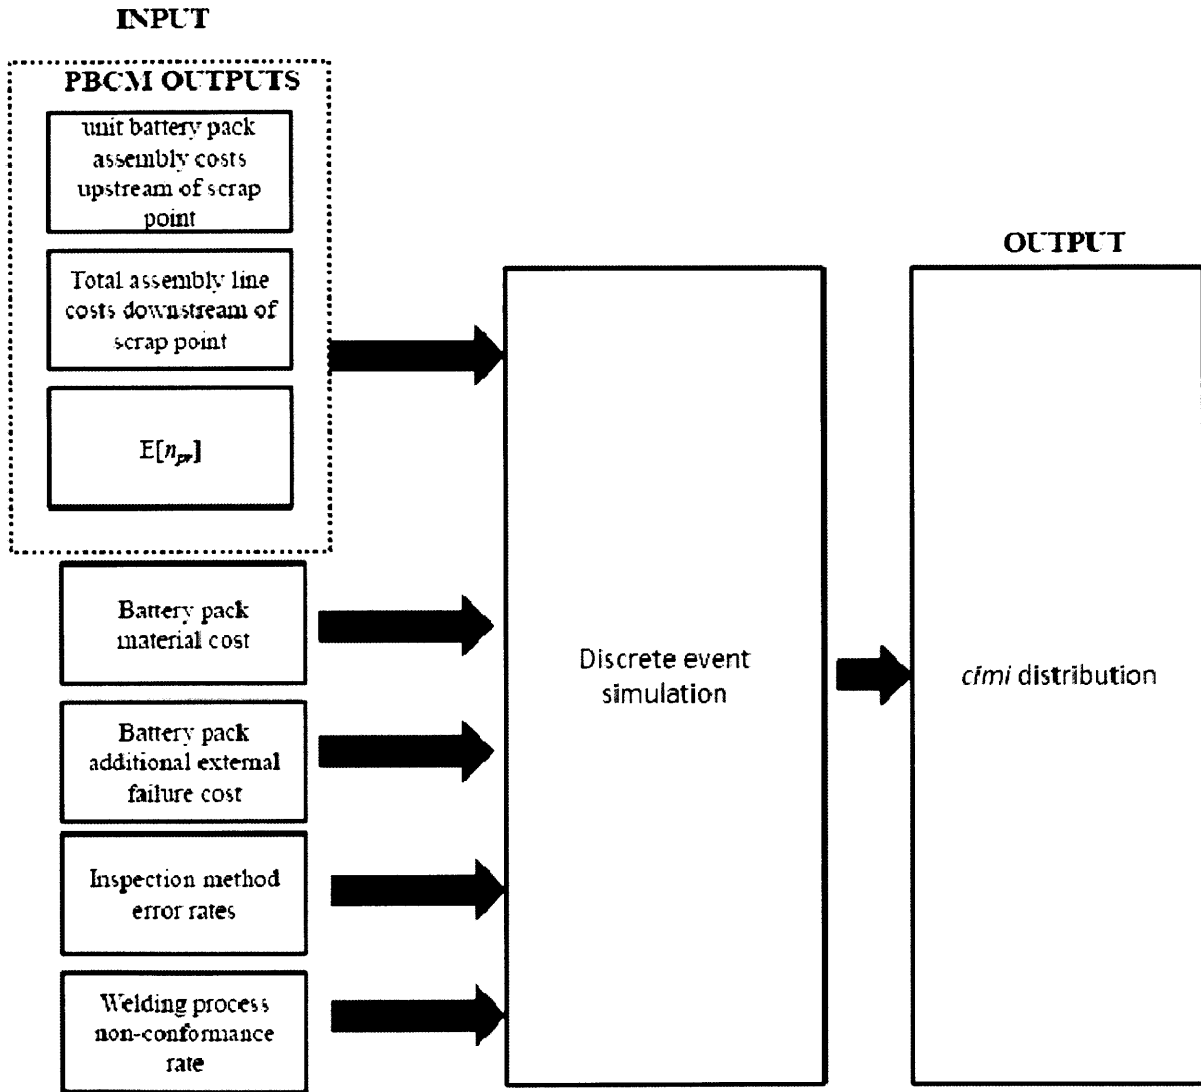 INPUT
PBCM OUTPUTS
unit battery pack
assembly costs
upstream of scrap
point
Total assembly line
costs downstream of
scrap point
E[n_pr]
Battery pack
material cost
Battery pack
additional external
failure cost
Inspection method
error rates
Welding process
non-conformance
rate
Discrete event
simulation
OUTPUT
cimi distribution